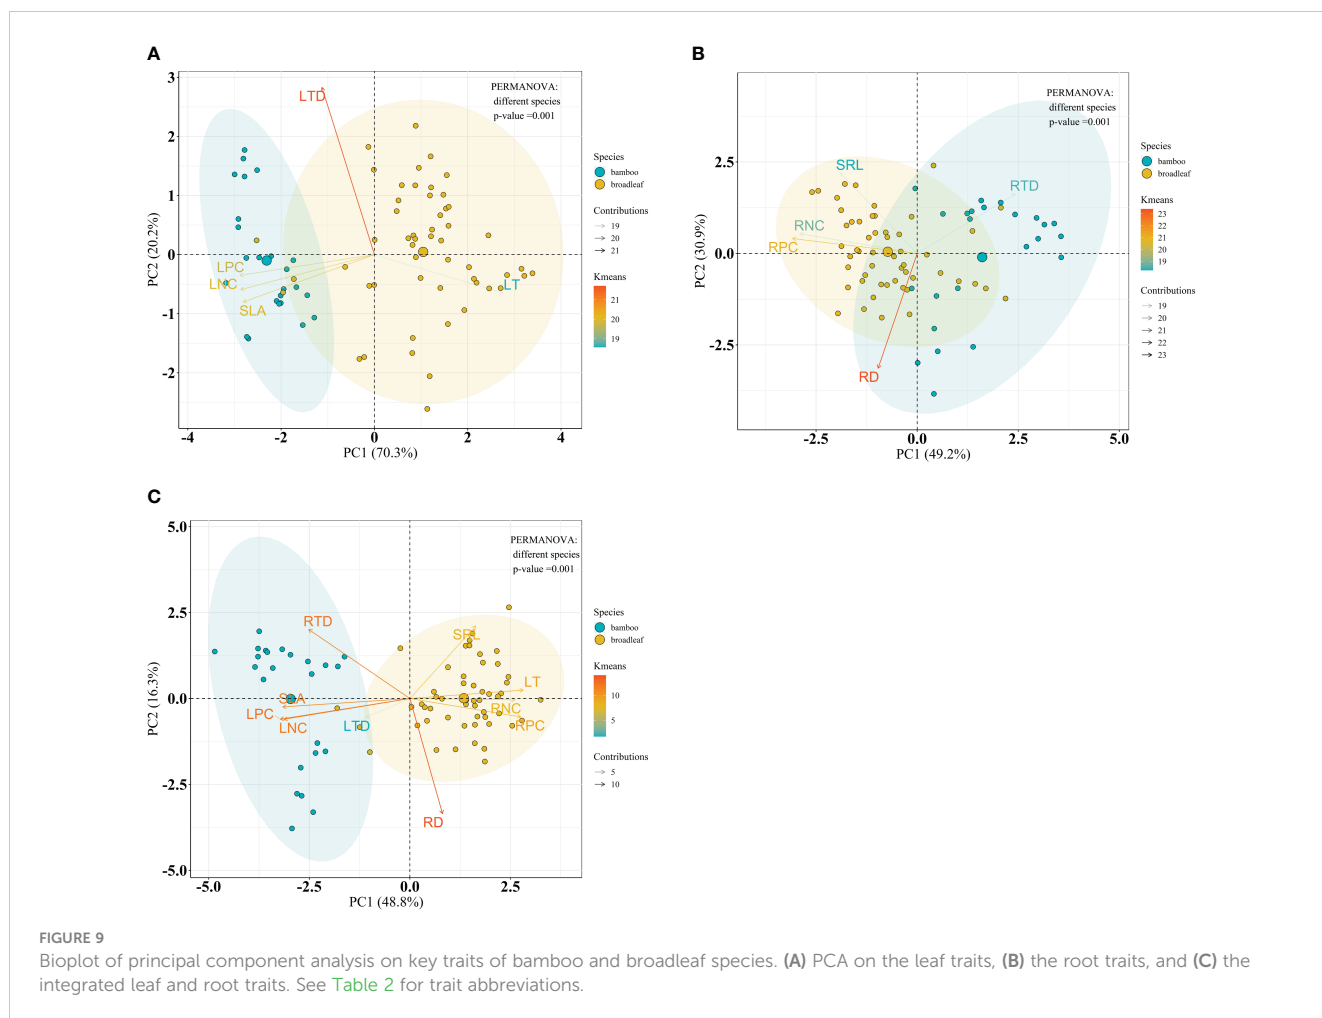 A
3
2
1
0
-1
-2
-4
-2
0
2
4
PC2 (20.2%)
PC1 (70.3%)
LTD
LPC
LNC
SLA
LT
PERMANOVA:
different species
p-value =0.001
Species
bamboo
broadleaf
Contributions
19
20
21
Kmeans
21
20
19
B
2.5
0.0
-2.5
-2.5
0.0
2.5
5.0
PC2 (30.9%)
PC1 (49.2%)
SRL
RTD
RNC
RPC
RD
PERMANOVA:
different species
p-value =0.001
Species
bamboo
broadleaf
Kmeans
23
22
21
20
19
Contributions
19
20
21
22
23
C
5.0
2.5
0.0
-2.5
-5.0
-5.0
-2.5
0.0
2.5
PC2 (16.3%)
PC1 (48.8%)
RTD
SRL
SLA
LT
LPC
LNC
LTD
RNC
RPC
RD
PERMANOVA:
different species
p-value =0.001
Species
bamboo
broadleaf
Kmeans
10
5
Contributions
5
10
FIGURE 9
Bioplot of principal component analysis on key traits of bamboo and broadleaf species. (A) PCA on the leaf traits, (B) the root traits, and (C) the
integrated leaf and root traits. See Table 2 for trait abbreviations.